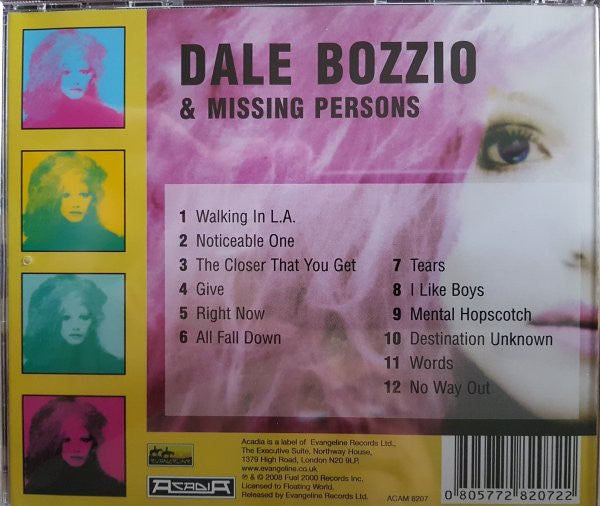 DALE BOZZIO
& MISSING PERSONS
1 Walking In L.A.
2 Noticeable One
3 The Closer That You Get
4 Give
5 Right Now
6 All Fall Down
7 Tears
8 I Like Boys
9 Mental Hopscotch
10 Destination Unknown
11 Words
12 No Way Out
EVANGELINE
ACADIA
Acadia is a label of Evangeline Records Ltd.,
The Executive Suite, Northway House,
1379 High Road, London N20 9LP.
www.evangeline.co.uk
℗ & © 2008 Fuel 2000 Records Inc.
Licensed to Floating World.
Released by Evangeline Records Ltd.
ACAM 8207
0 805772 820722